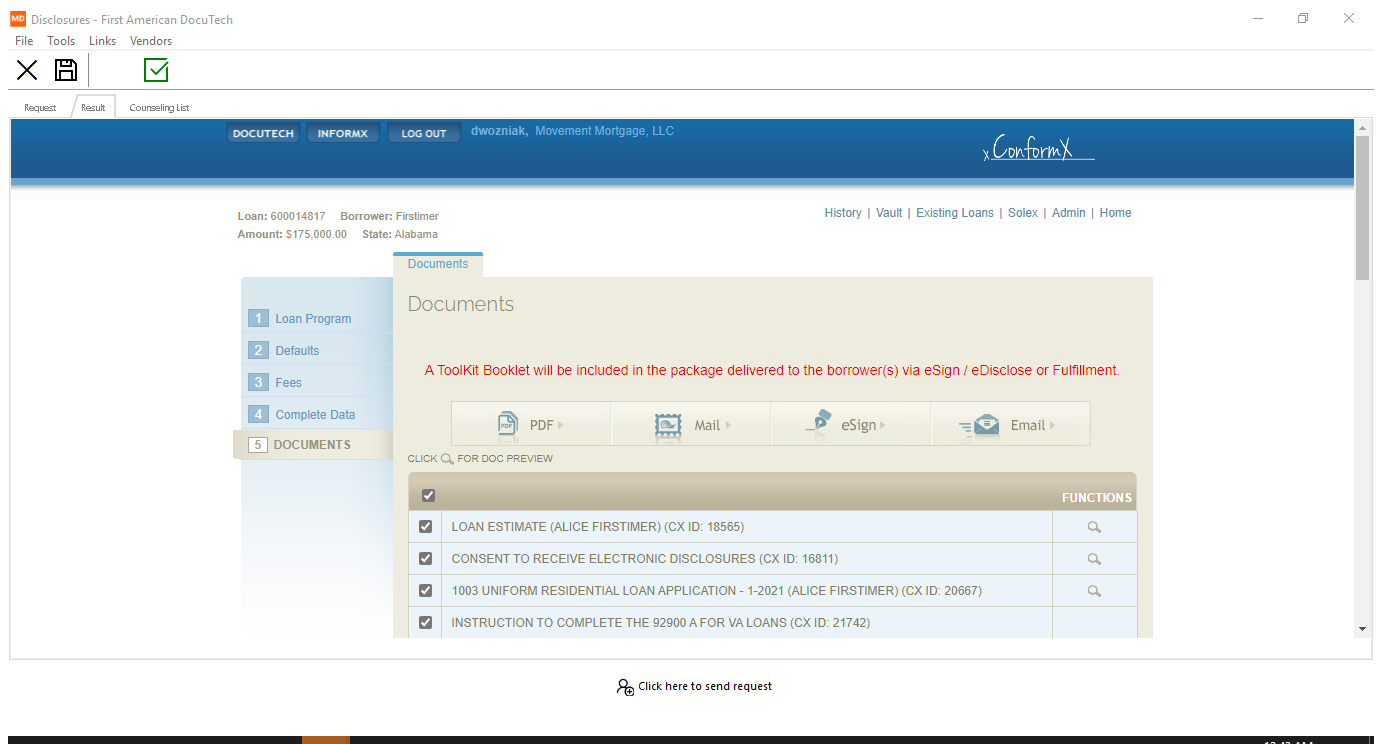 MD Disclosures - First American DocuTech
File Tools Links Vendors
Request Result Counseling List
DOCUTECH INFORMX LOG OUT dwozniak, Movement Mortgage, LLC
x ConformX
Loan: 600014817 Borrower: Firstimer
History | Vault | Existing Loans | Solex | Admin | Home
Amount: $175,000.00 State: Alabama
Documents
Documents
1 Loan Program
2 Defaults
3 Fees
4 Complete Data
5 DOCUMENTS
A ToolKit Booklet will be included in the package delivered to the borrower(s) via eSign / eDisclose or Fulfillment.
PDF Mail eSign Email
CLICK FOR DOC PREVIEW
FUNCTIONS
LOAN ESTIMATE (ALICE FIRSTIMER) (CX ID: 18565)
CONSENT TO RECEIVE ELECTRONIC DISCLOSURES (CX ID: 16811)
1003 UNIFORM RESIDENTIAL LOAN APPLICATION - 1-2021 (ALICE FIRSTIMER) (CX ID: 20667)
INSTRUCTION TO COMPLETE THE 92900 A FOR VA LOANS (CX ID: 21742)
Click here to send request